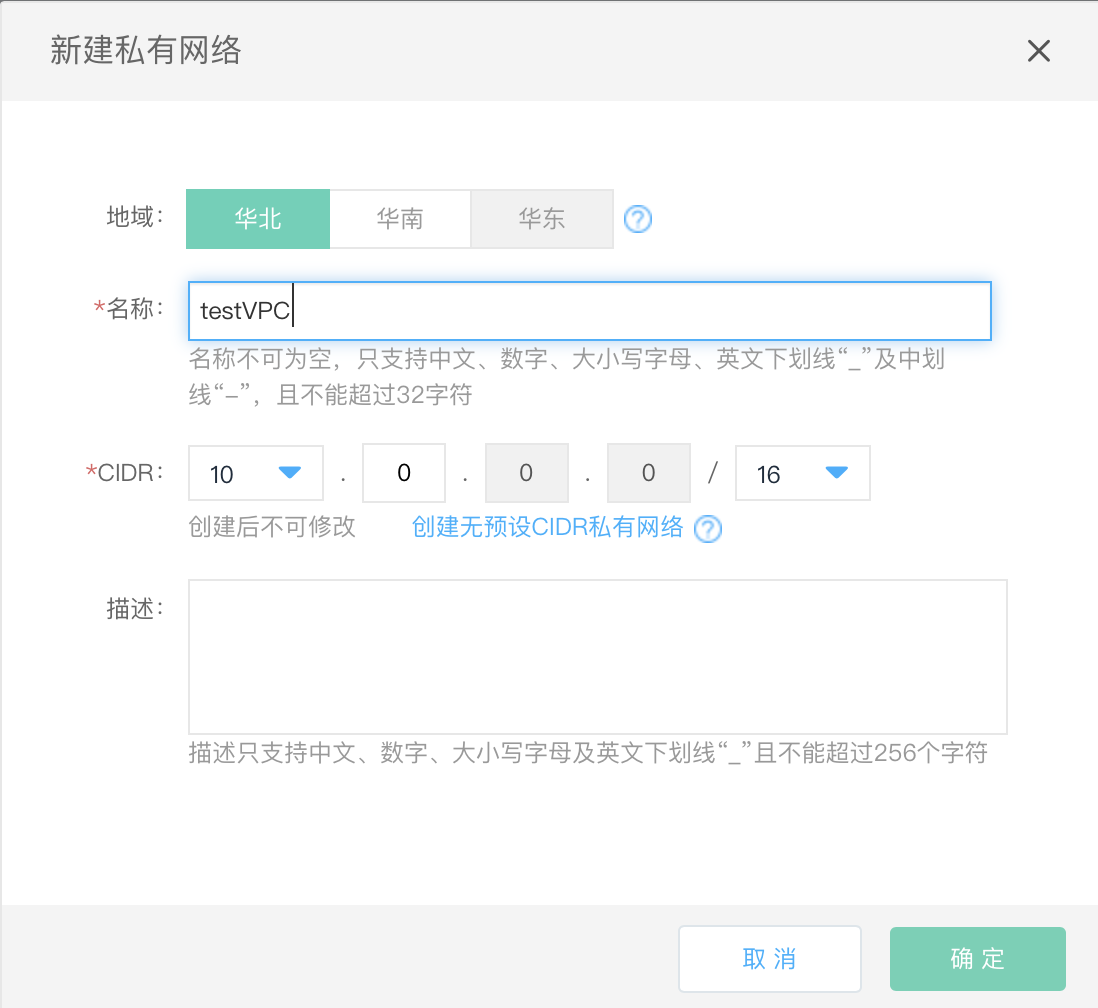 新建私有网络
地域： 华北 华南 华东 ?
*名称： testVPC
名称不可为空，只支持中文、数字、大小写字母、英文下划线“_”及中划
线“-”，且不能超过32字符
*CIDR： 10 . 0 . 0 . 0 / 16
创建后不可修改 创建无预设CIDR私有网络 ?
描述：
描述只支持中文、数字、大小写字母及英文下划线“_”且不能超过256个字符
取 消 确 定